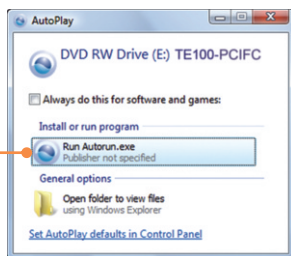 AutoPlay
DVD RW Drive (E:) TE100-PCIFC
Always do this for software and games:
Install or run program
Run Autorun.exe
Publisher not specified
General options
Open folder to view files
using Windows Explorer
Set AutoPlay defaults in Control Panel